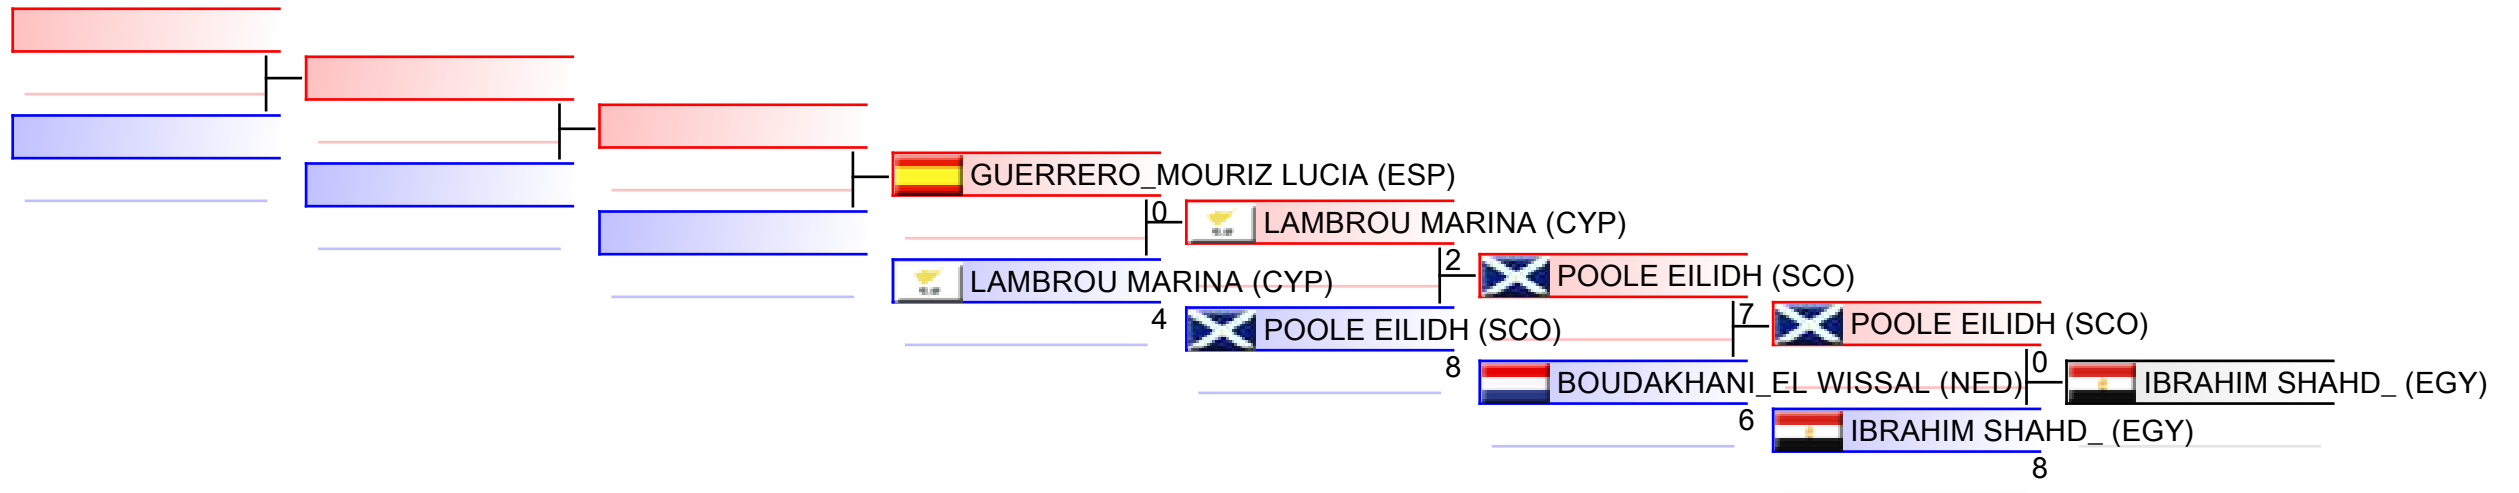 GUERRERO_MOURIZ LUCIA (ESP)
0
LAMBROU MARINA (CYP)
4
LAMBROU MARINA (CYP)
2
POOLE EILIDH (SCO)
8
POOLE EILIDH (SCO)
7
BOUDAKHANI_EL WISSAL (NED)
6
POOLE EILIDH (SCO)
0
IBRAHIM SHAHD_ (EGY)
8
IBRAHIM SHAHD_ (EGY)